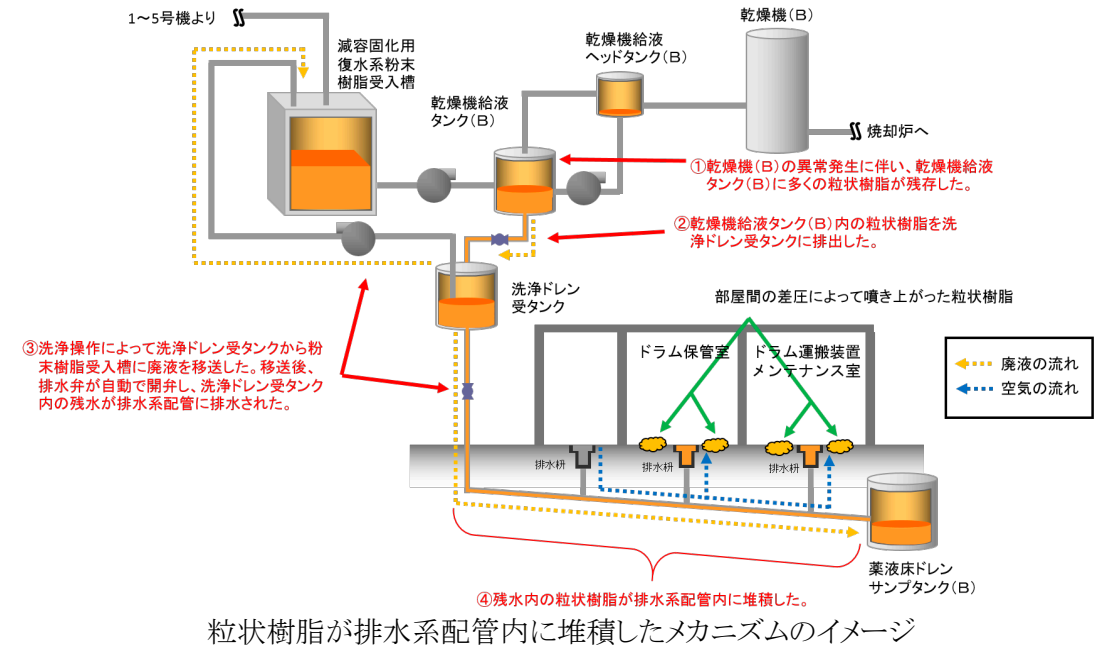 1～5号機より
減容固化用
復水系粉末
樹脂受入槽
乾燥機給液
タンク（B）
乾燥機給液
ヘッドタンク（B）
乾燥機（B）
焼却炉へ
①乾燥機（B）の異常発生に伴い、乾燥機給液
タンク（B）に多くの粒状樹脂が残存した。
②乾燥機給液タンク（B）内の粒状樹脂を洗
浄ドレン受タンクに排出した。
洗浄ドレン
受タンク
③洗浄操作によって洗浄ドレン受タンクから粉
末樹脂受入槽に廃液を移送した。移送後、
排水弁が自動で開弁し、洗浄ドレン受タンク
内の残水が排水系配管に排水された。
部屋間の差圧によって噴き上がった粒状樹脂
ドラム保管室
ドラム運搬装置
メンテナンス室
廃液の流れ
空気の流れ
排水枡
排水枡
排水枡
薬液床ドレン
サンプタンク（B）
④残水内の粒状樹脂が排水系配管内に堆積した。
粒状樹脂が排水系配管内に堆積したメカニズムのイメージ